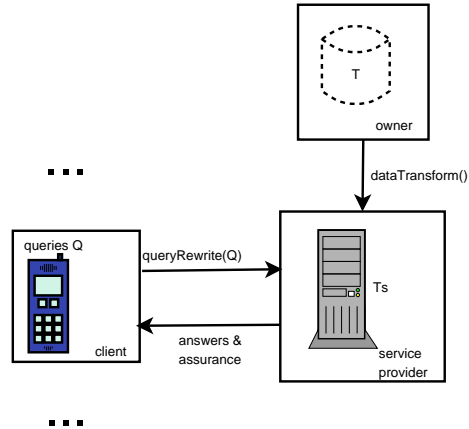 T
owner
...
dataTransform()
queries Q
queryRewrite(Q)
Ts
client
answers &
assurance
service
provider
...